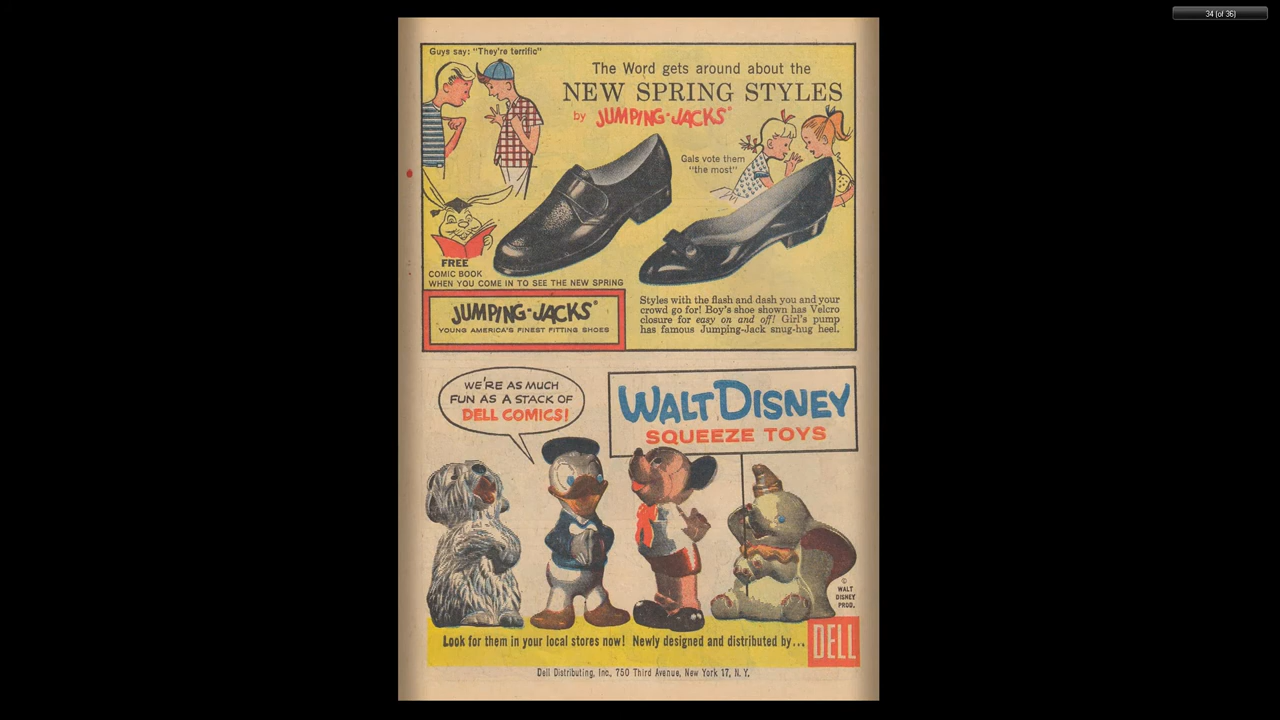 34 (of 36)
Guys say: "They're terrific"
The Word gets around about the
NEW SPRING STYLES
by JUMPING-JACKS®
Gals vote them
"the most"
FREE
COMIC BOOK
WHEN YOU COME IN TO SEE THE NEW SPRING
JUMPING-JACKS®
YOUNG AMERICA'S FINEST FITTING SHOES
Styles with the flash and dash you and your
crowd go for! Boy's shoe shown has Velcro
closure for easy on and off! Girl's pump
has famous Jumping-Jack snug-hug heel.
WE'RE AS MUCH
FUN AS A STACK OF
DELL COMICS!
WALT DISNEY
SQUEEZE TOYS
©
WALT
DISNEY
PROD.
Look for them in your local stores now! Newly designed and distributed by...
DELL
Dell Distributing, Inc., 750 Third Avenue, New York 17, N. Y.